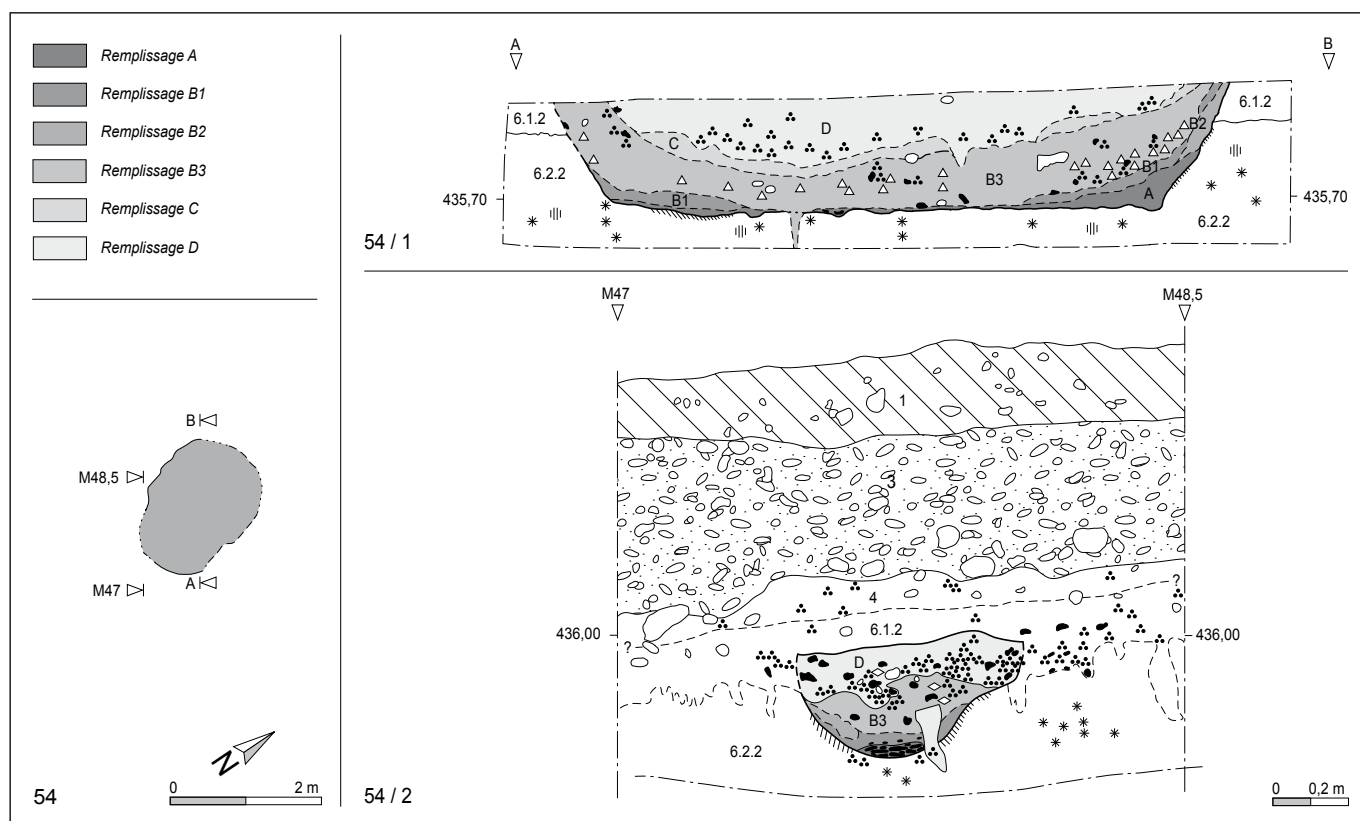 Remplissage A
Remplissage B1
Remplissage B2
Remplissage B3
Remplissage C
Remplissage D
B
M48,5
A
M47
N
0 2 m
54
A B
6.1.2 6.1.2
D B2
C B1
6.2.2 B3
435,70 B1 A 435,70
6.2.2
54 / 1
M47 M48,5
1
3
4 ?
6.1.2
436,00 436,00
?
D
B3
6.2.2
54 / 2
0 0,2 m